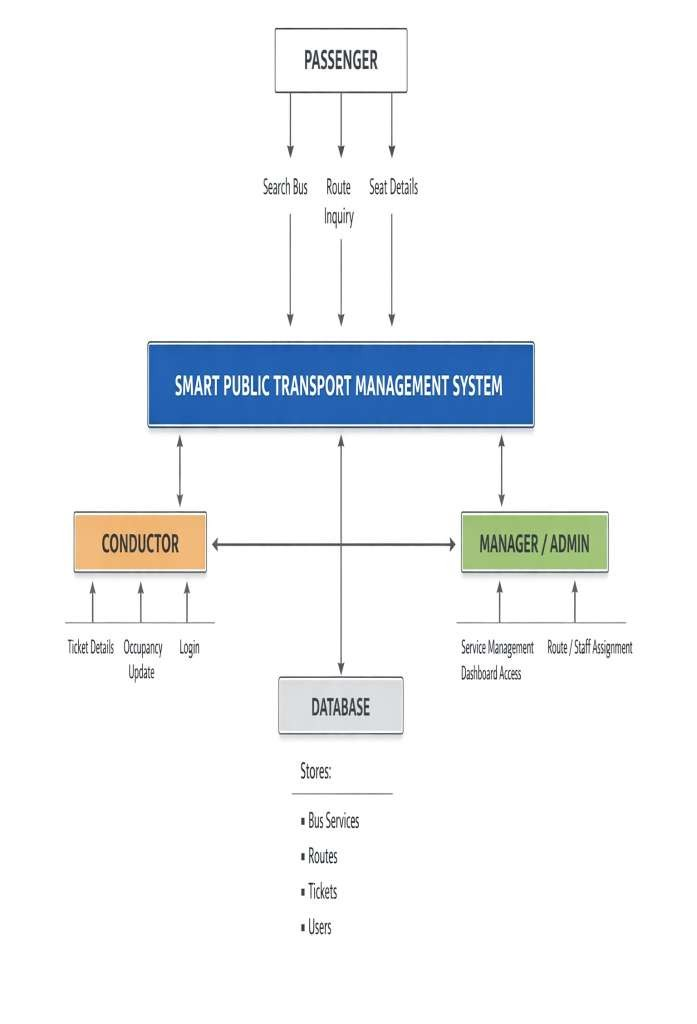 PASSENGER
Search Bus
Route
Inquiry
Seat Details
SMART PUBLIC TRANSPORT MANAGEMENT SYSTEM
CONDUCTOR
MANAGER / ADMIN
Ticket Details
Occupancy
Update
Login
Service Management
Dashboard Access
Route / Staff Assignment
DATABASE
Stores:
▪ Bus Services
▪ Routes
▪ Tickets
▪ Users